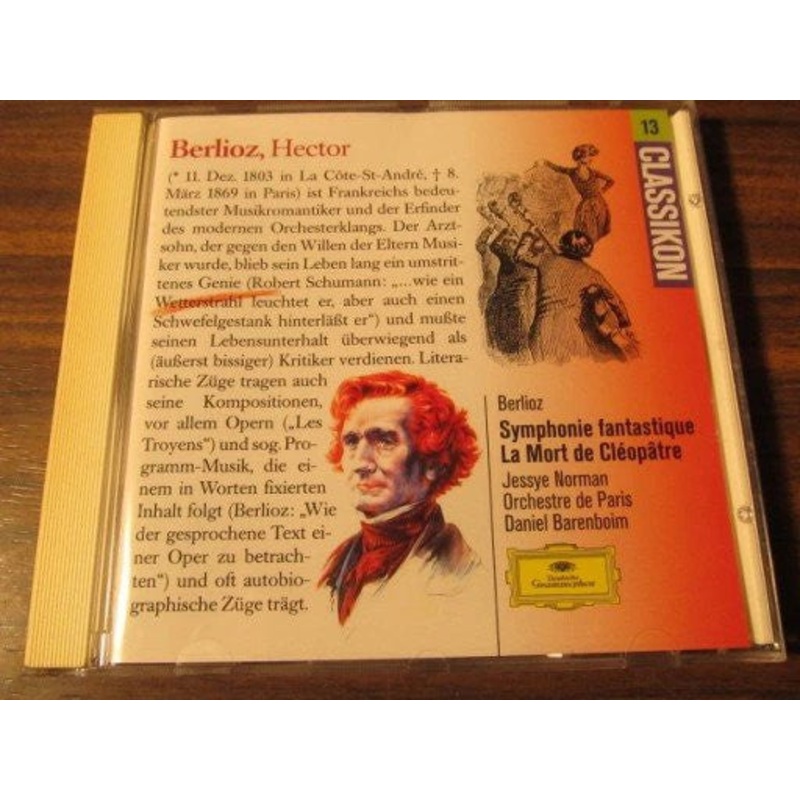 Berlioz, Hector
(* 11. Dez. 1803 in La Côte-St-André, † 8.
März 1869 in Paris) ist Frankreichs bedeu-
tendster Musikromantiker und der Erfinder
des modernen Orchesterklangs. Der Arzt-
sohn, der gegen den Willen der Eltern Musi-
ker wurde, blieb sein Leben lang ein umstrit-
tenes Genie (Robert Schumann: „...wie ein
Wetterstrahl leuchtet er, aber auch einen
Schwefelgestank hinterläßt er“) und mußte
seinen Lebensunterhalt überwiegend als
(äußerst bissiger) Kritiker verdienen. Litera-
rische Züge tragen auch
seine Kompositionen,
vor allem Opern („Les
Troyens“) und sog. Pro-
gramm-Musik, die ei-
nem in Worten fixierten
Inhalt folgt (Berlioz: „Wie
der gesprochene Text ei-
ner Oper zu betrach-
ten“) und oft autobio-
graphische Züge trägt.
13
CLASSIKON
Berlioz
Symphonie fantastique
La Mort de Cléopâtre
Jessye Norman
Orchestre de Paris
Daniel Barenboim
Deutsche
Grammophon